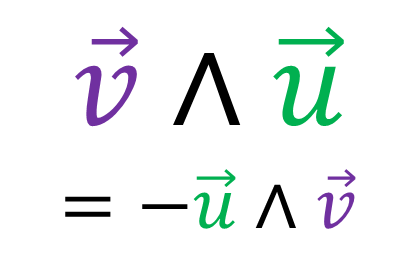 v⃗ ∧ u⃗
= −u⃗ ∧ v⃗